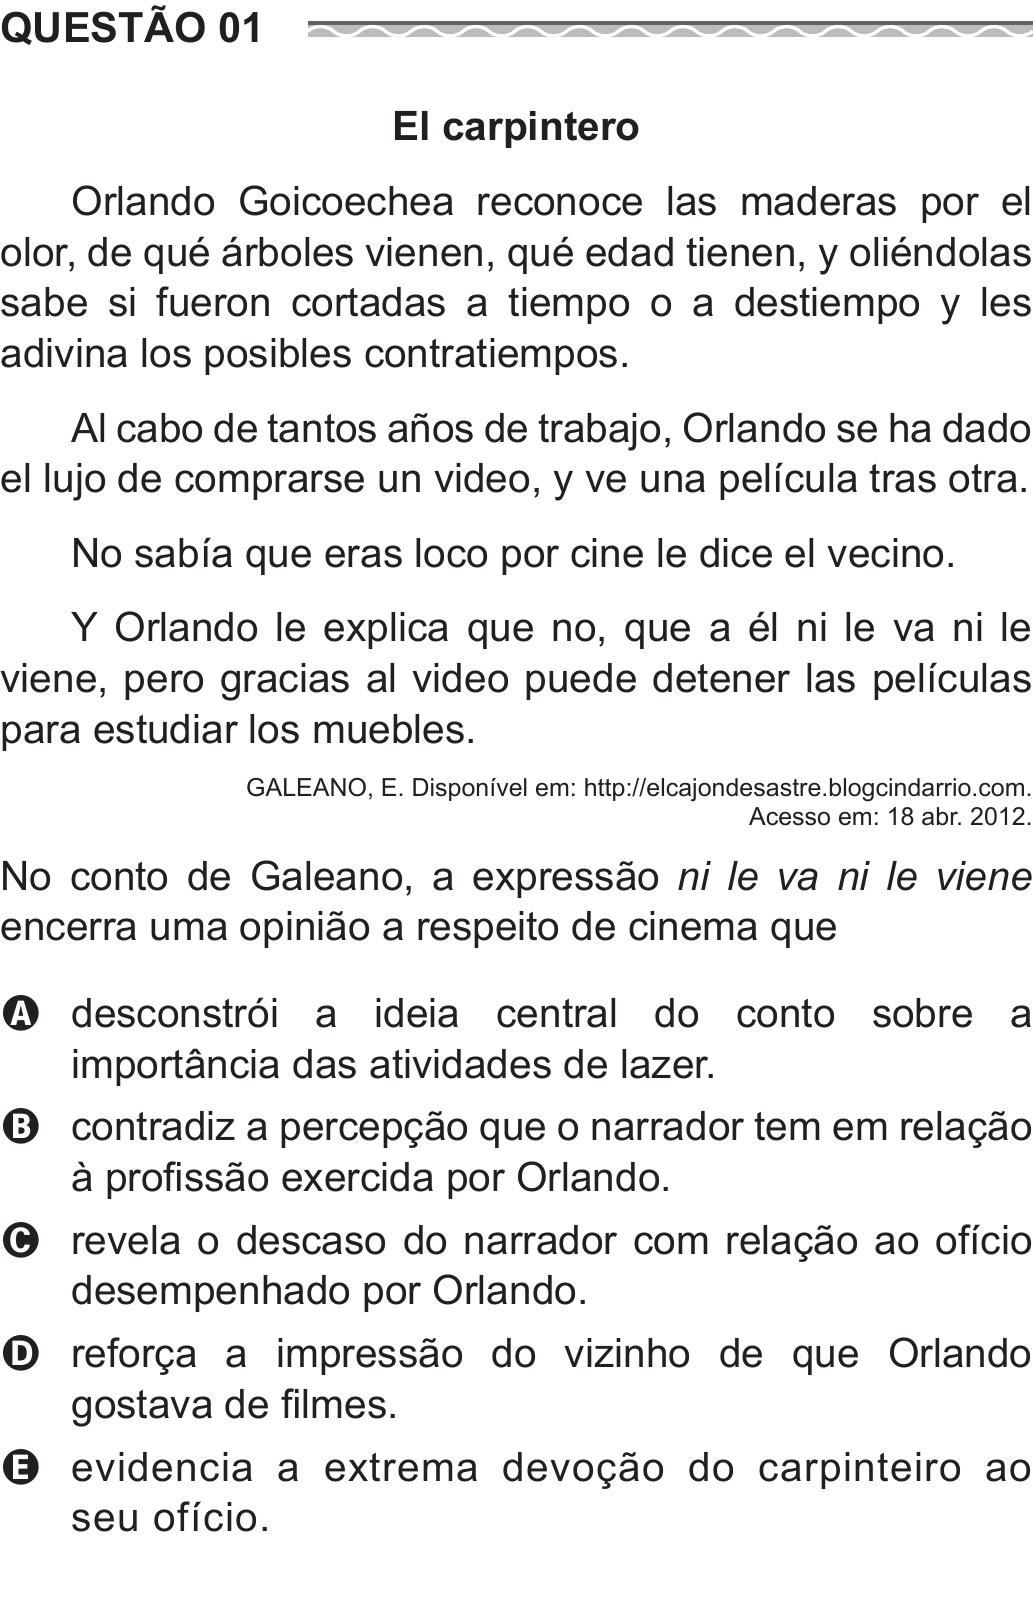 QUESTÃO 01
El carpintero
Orlando Goicoechea reconoce las maderas por el
olor, de qué árboles vienen, qué edad tienen, y oliéndolas
sabe si fueron cortadas a tiempo o a destiempo y les
adivina los posibles contratiempos.
Al cabo de tantos años de trabajo, Orlando se ha dado
el lujo de comprarse un video, y ve una película tras otra.
No sabía que eras loco por cine le dice el vecino.
Y Orlando le explica que no, que a él ni le va ni le
viene, pero gracias al video puede detener las películas
para estudiar los muebles.
GALEANO, E. Disponível em: http://elcajondesastre.blogcindarrio.com.
Acesso em: 18 abr. 2012.
No conto de Galeano, a expressão ni le va ni le viene
encerra uma opinião a respeito de cinema que
A desconstrói a ideia central do conto sobre a
importância das atividades de lazer.
B contradiz a percepção que o narrador tem em relação
à profissão exercida por Orlando.
C revela o descaso do narrador com relação ao ofício
desempenhado por Orlando.
D reforça a impressão do vizinho de que Orlando
gostava de filmes.
E evidencia a extrema devoção do carpinteiro ao
seu ofício.